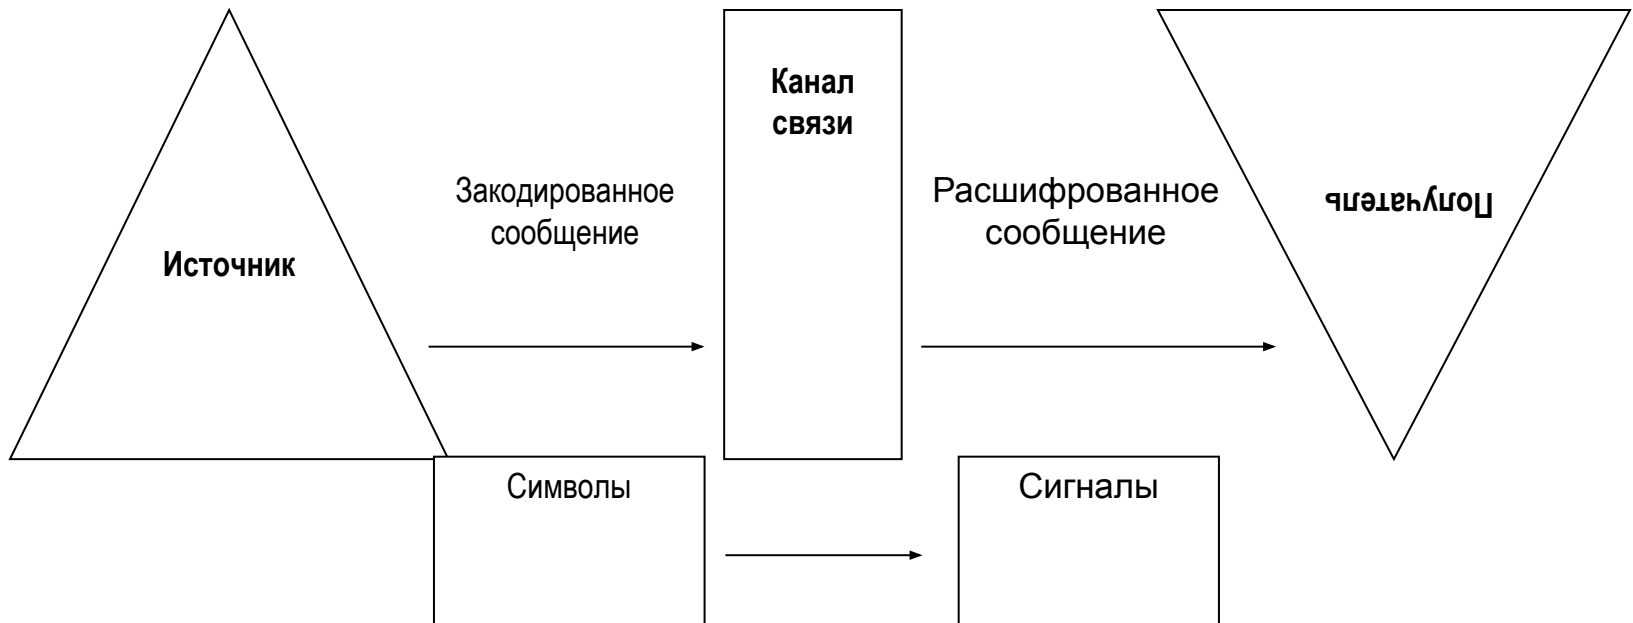 Канал
связи
Закодированное
сообщение
Расшифрованное
сообщение
Получатель
Источник
Символы
Сигналы